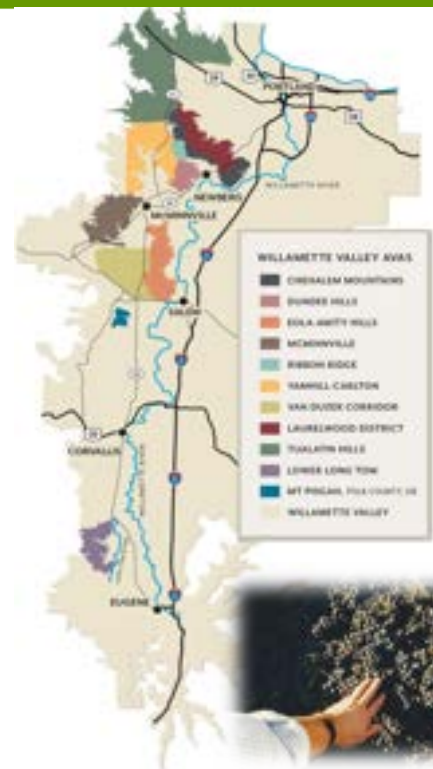 PORTLAND
WILLAMETTE RIVER
NEWBERG
MCMINNVILLE
SALEM
CORVALLIS
WILLAMETTE RIVER
EUGENE
WILLAMETTE VALLEY AVAS
CHEHALEM MOUNTAINS
DUNDEE HILLS
EOLA AMITY HILLS
MCMINNVILLE
RIBBON RIDGE
YAMHILL CARLTON
VAN DUZER CORRIDOR
LAURELWOOD DISTRICT
TUALATIN HILLS
LOWER LONG TOM
MT PISGAH, POLK COUNTY, OR
WILLAMETTE VALLEY